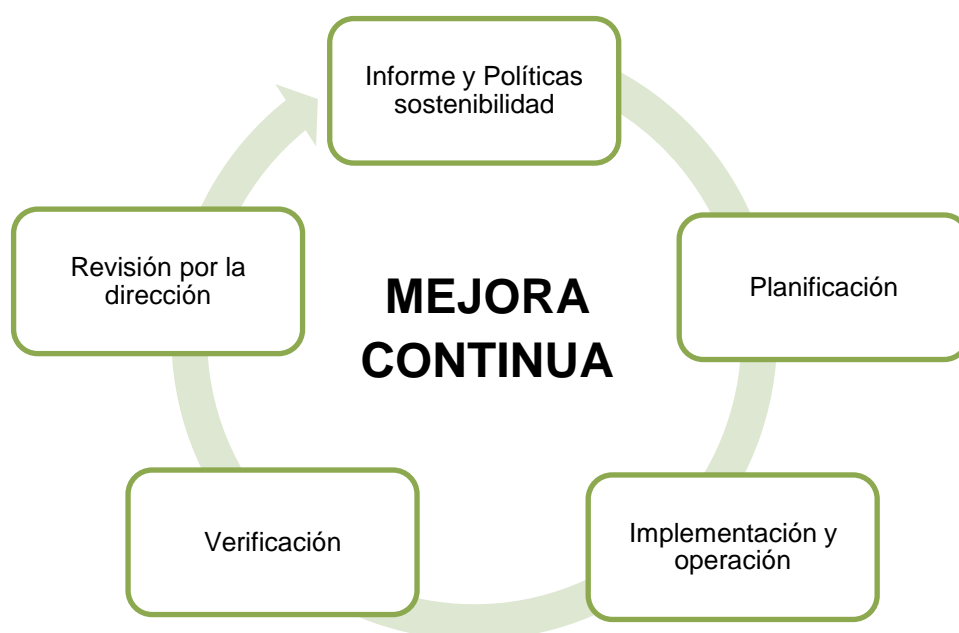 Informe y Políticas
sostenibilidad
Planificación
Implementación y
operación
Verificación
Revisión por la
dirección
MEJORA
CONTINUA